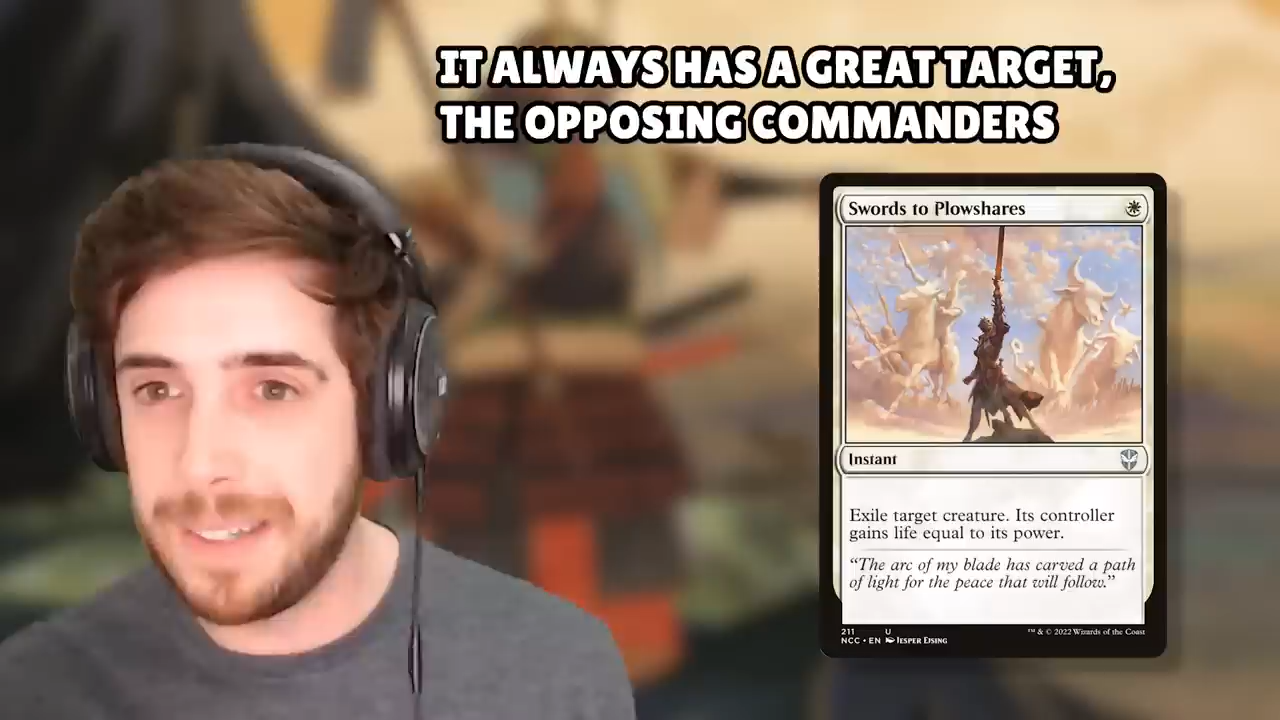 IT ALWAYS HAS A GREAT TARGET,
THE OPPOSING COMMANDERS
Swords to Plowshares
Instant
Exile target creature. Its controller
gains life equal to its power.
“The arc of my blade has carved a path
of light for the peace that will follow.”
211 U
NCC • EN JESPER EJSING
™ & © 2022 Wizards of the Coast